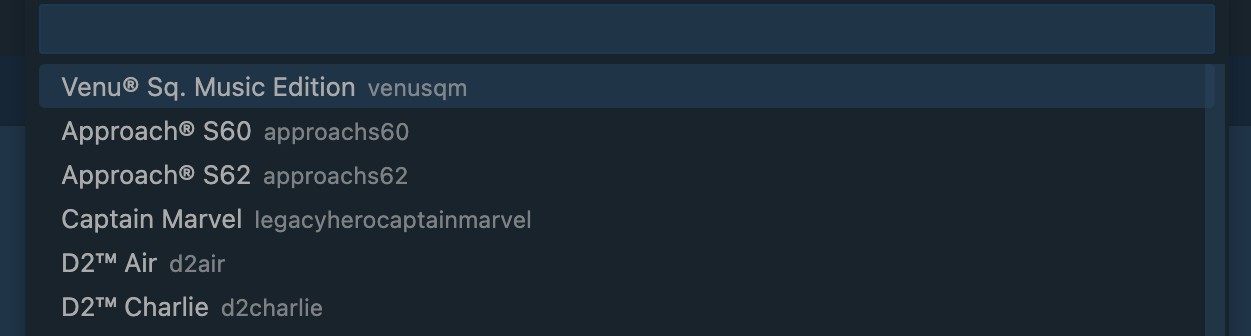 Venu® Sq. Music Edition venusqm
Approach® S60 approachs60
Approach® S62 approachs62
Captain Marvel legacyherocaptainmarvel
D2™ Air d2air
D2™ Charlie d2charlie